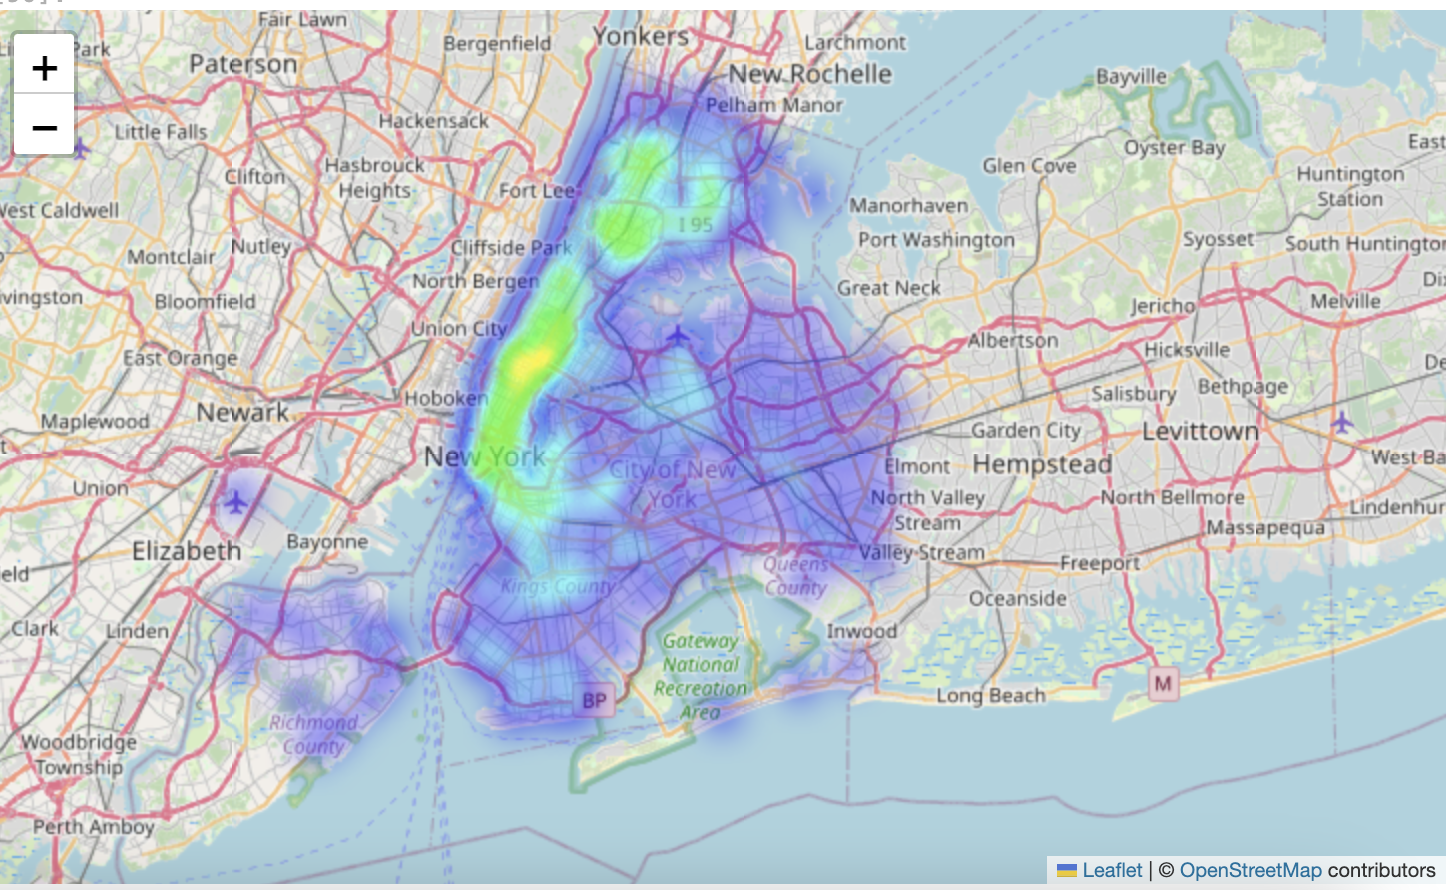 Fair Lawn
Yonkers
Larchmont
Bergenfield
Park
Paterson
New Rochelle
Bayville
Pelham Manor
Hackensack
Little Falls
East
Oyster Bay
Hasbrouck
Heights
Glen Cove
Clifton
Fort Lee
Huntington
Station
West Caldwell
Manorhaven
I 95
Cliffside Park
Port Washington
Syosset
South Huntington
Nutley
Montclair
North Bergen
Great Neck
vingston
Bloomfield
Jericho
Melville
Union City
Albertson
Hicksville
East Orange
Bethpage
Salisbury
Hoboken
Newark
Maplewood
Garden City
Levittown
New York
City of New
York
Elmont
Hempstead
West Ba
Union
North Valley
Stream
North Bellmore
Lindenhur
Massapequa
Elizabeth
Bayonne
Valley Stream
Freeport
Queens
County
Kings County
Oceanside
Clark
Linden
Inwood
Gateway
National
Recreation
Area
BP
Long Beach
M
Richmond
County
Woodbridge
Township
Perth Amboy
+
−
Leaflet | © OpenStreetMap contributors